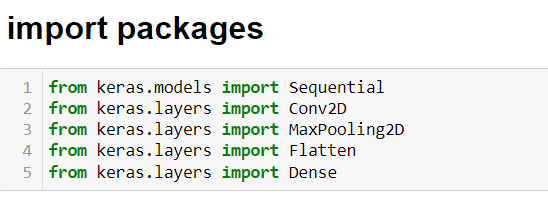 import packages
1 from keras.models import Sequential
2 from keras.layers import Conv2D
3 from keras.layers import MaxPooling2D
4 from keras.layers import Flatten
5 from keras.layers import Dense